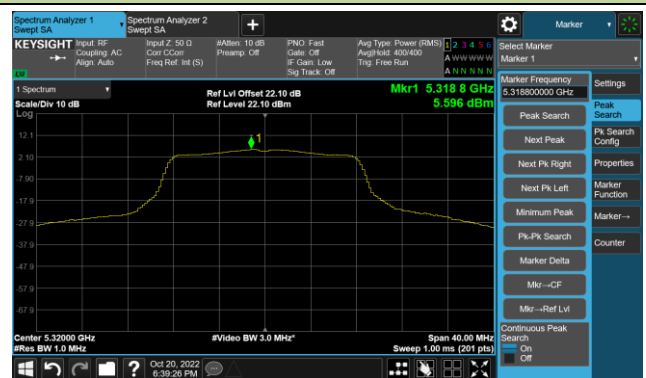 Spectrum Analyzer 1
Swept SA
Spectrum Analyzer 2
Swept SA
+
Marker
KEYSIGHT
Input: RF
Coupling: AC
Align: Auto
Input Z: 50 Ω
Corr CCorr
Freq Ref: Int (S)
#Atten: 10 dB
Preamp: Off
PNO: Fast
Gate: Off
IF Gain: Low
Sig Track: Off
Avg Type: Power (RMS)
Avg|Hold: 400/400
Trig: Free Run
1 2 3 4 5 6
A W W W W W
A N N N N N
Select Marker
Marker 1
1 Spectrum
Scale/Div 10 dB
Log
Ref Lvl Offset 22.10 dB
Ref Level 22.10 dBm
Mkr1 5.318 8 GHz
5.596 dBm
1
12.1
2.10
-7.90
-17.9
-27.9
-37.9
-47.9
-57.9
-67.9
Center 5.32000 GHz
#Res BW 1.0 MHz
#Video BW 3.0 MHz*
Span 40.00 MHz
Sweep 1.00 ms (201 pts)
Marker Frequency
5.318800000 GHz
Peak Search
Next Peak
Next Pk Right
Next Pk Left
Minimum Peak
Pk-Pk Search
Marker Delta
Mkr→CF
Mkr→Ref Lvl
Continuous Peak
Search
On
Off
Settings
Peak
Search
Pk Search
Config
Properties
Marker
Function
Marker→
Counter
?
Oct 20, 2022
6:39:26 PM